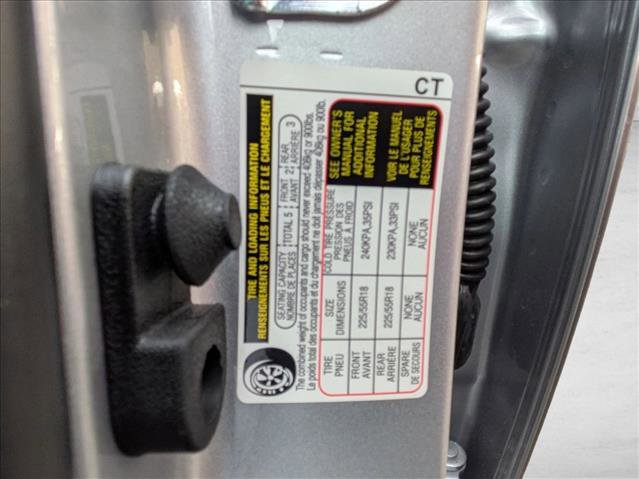 CT
TIRE AND LOADING INFORMATION
RENSEIGNEMENTS SUR LES PNEUS ET LE CHARGEMENT
SEATING CAPACITY TOTAL 5 FRONT 2 REAR 3
NOMBRE DE PLACES AVANT ARRIÈRE
The combined weight of occupants and cargo should never exceed 408kg or 900lbs.
Le poids total des occupants et du chargement ne doit jamais dépasser 408kg ou 900lb.
TIRE SIZE COLD TIRE PRESSURE
PNEU DIMENSIONS PRESSION DES PNEUS À FROID
FRONT 225/55R18 240KPA,35PSI
AVANT
REAR 225/55R18 230KPA,33PSI
ARRIÈRE
SPARE NONE NONE
DE SECOURS AUCUN AUCUN
SEE OWNER'S
MANUAL FOR
ADDITIONAL
INFORMATION
VOIR LE MANUEL
DE L'USAGER
POUR PLUS DE
RENSEIGNEMENTS